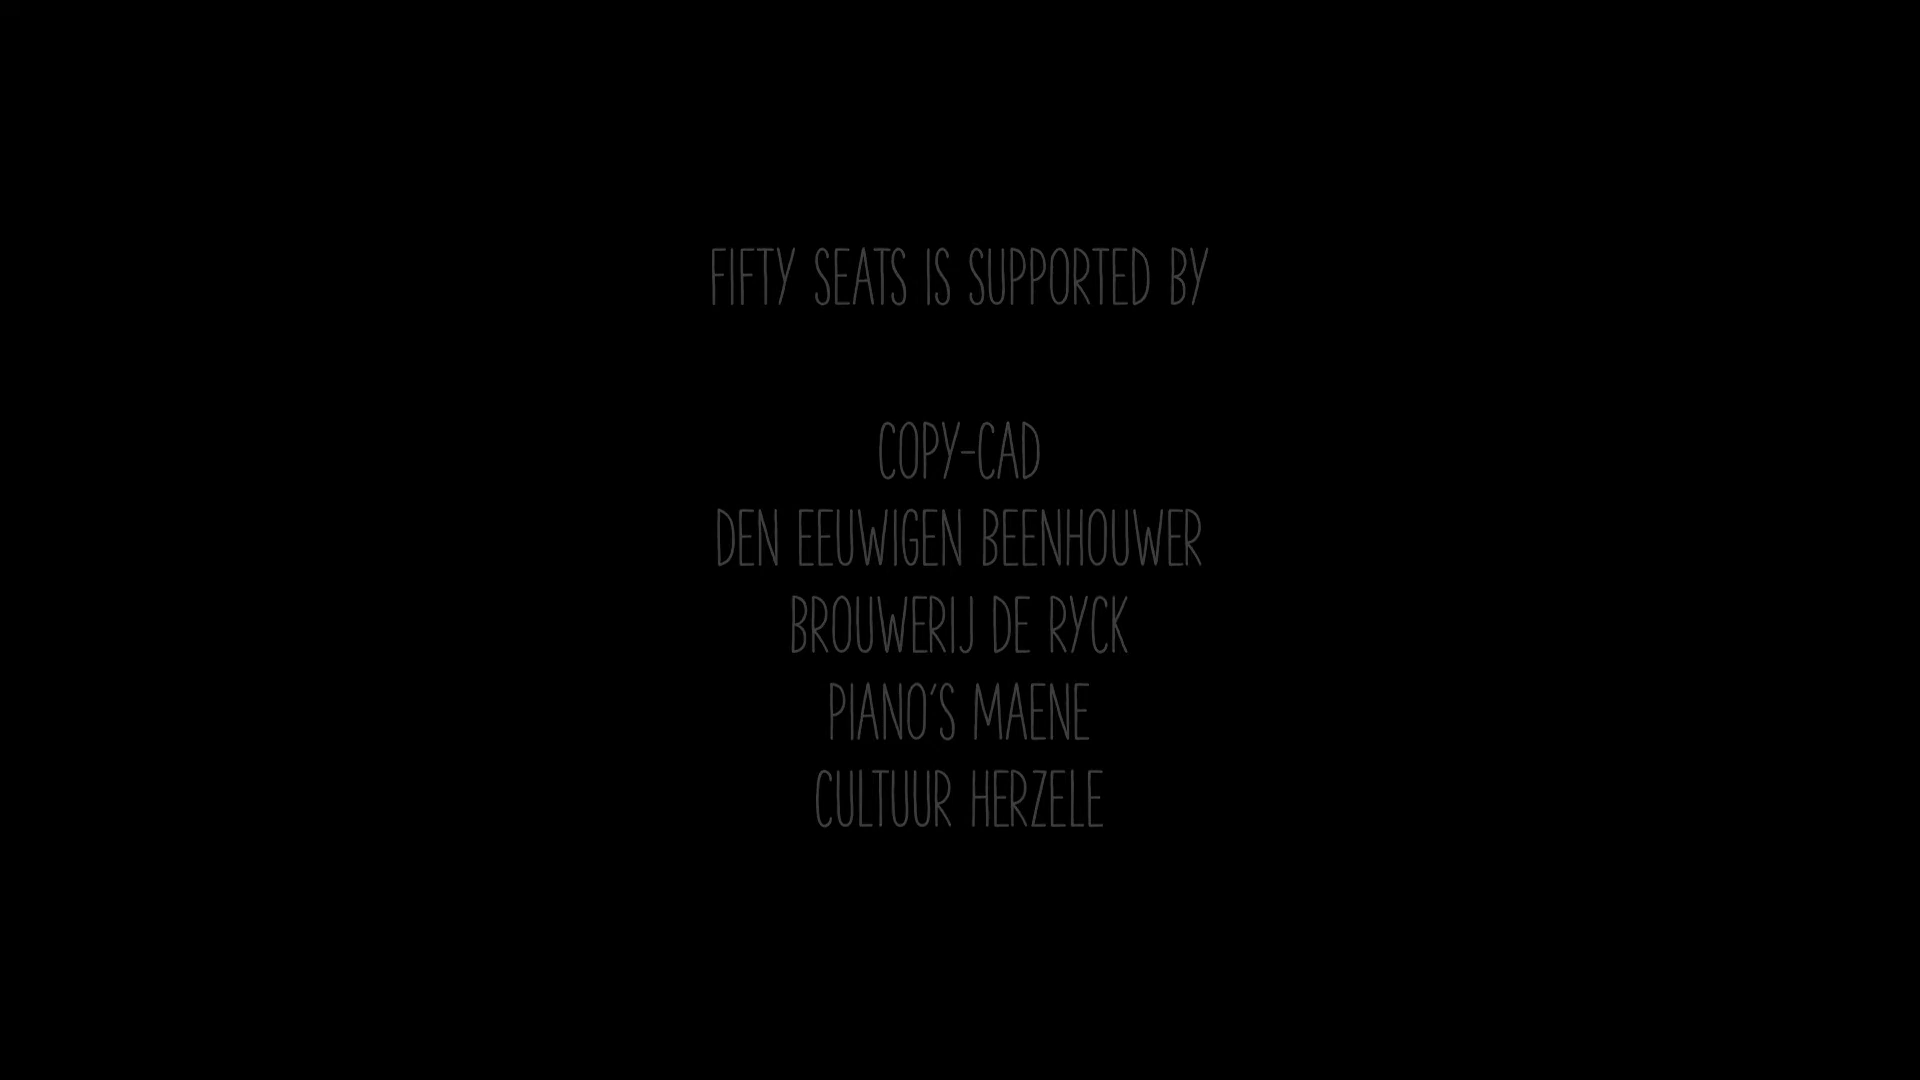 FIFTY SEATS IS SUPPORTED BY
COPY-CAD
DEN EEUWIGEN BEENHOUWER
BROUWERIJ DE RYCK
PIANO'S MAENE
CULTUUR HERZELE